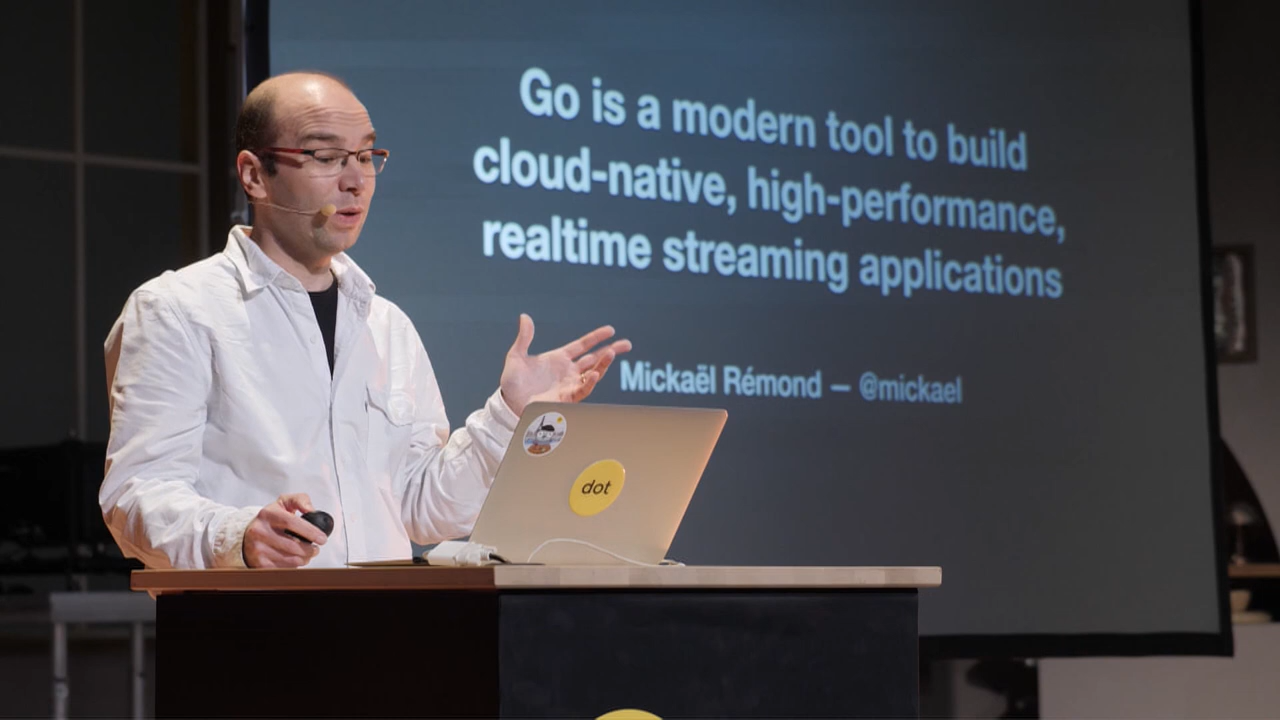 Go is a modern tool to build
cloud-native, high-performance,
realtime streaming applications
Mickaël Rémond – @mickael
dot